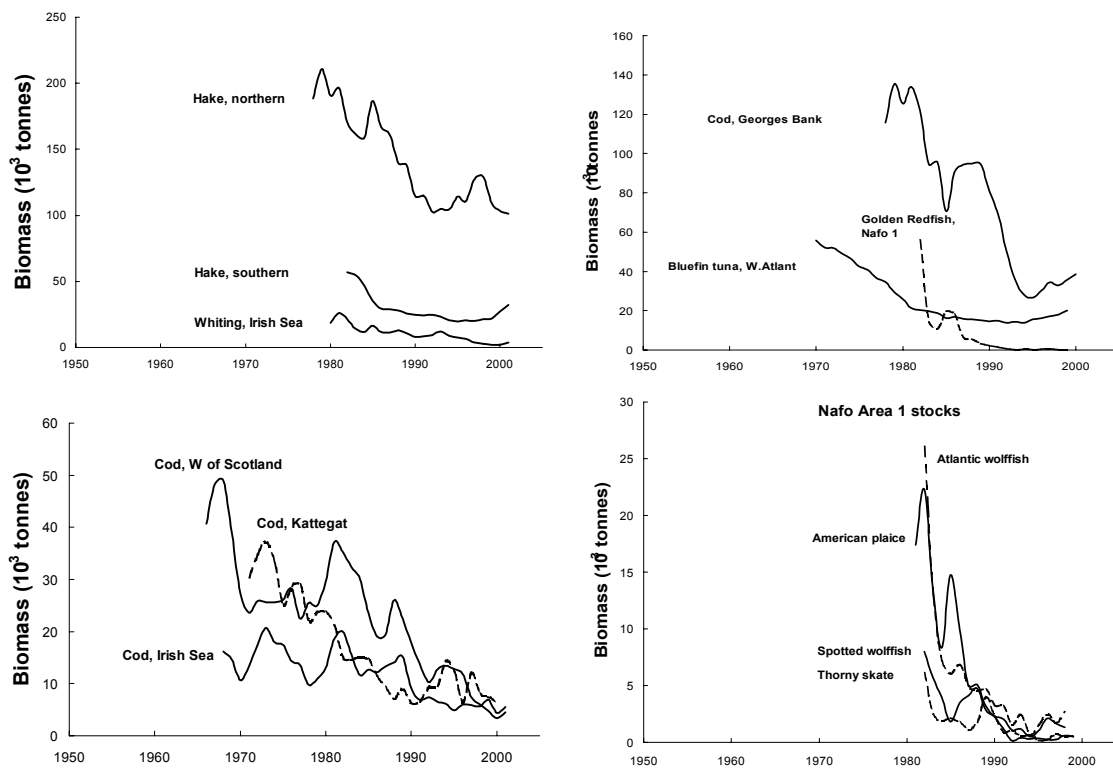 250
200
150
100
50
0
Biomass (10³ tonnes)
Hake, northern
Hake, southern
Whiting, Irish Sea
1950 1960 1970 1980 1990 2000
160
140
120
100
80
60
40
20
0
Cod, Georges Bank
Golden Redfish,
Nafo 1
Bluefin tuna, W.Atlant
1950 1960 1970 1980 1990 2000
60
50
40
30
20
10
0
Biomass (10³ tonnes)
Cod, W of Scotland
Cod, Kattegat
Cod, Irish Sea
1950 1960 1970 1980 1990 2000
Nafo Area 1 stocks
30
25
20
15
10
5
0
Biomass (10³ tonnes)
Atlantic wolffish
American plaice
Spotted wolffish
Thorny skate
1950 1960 1970 1980 1990 2000